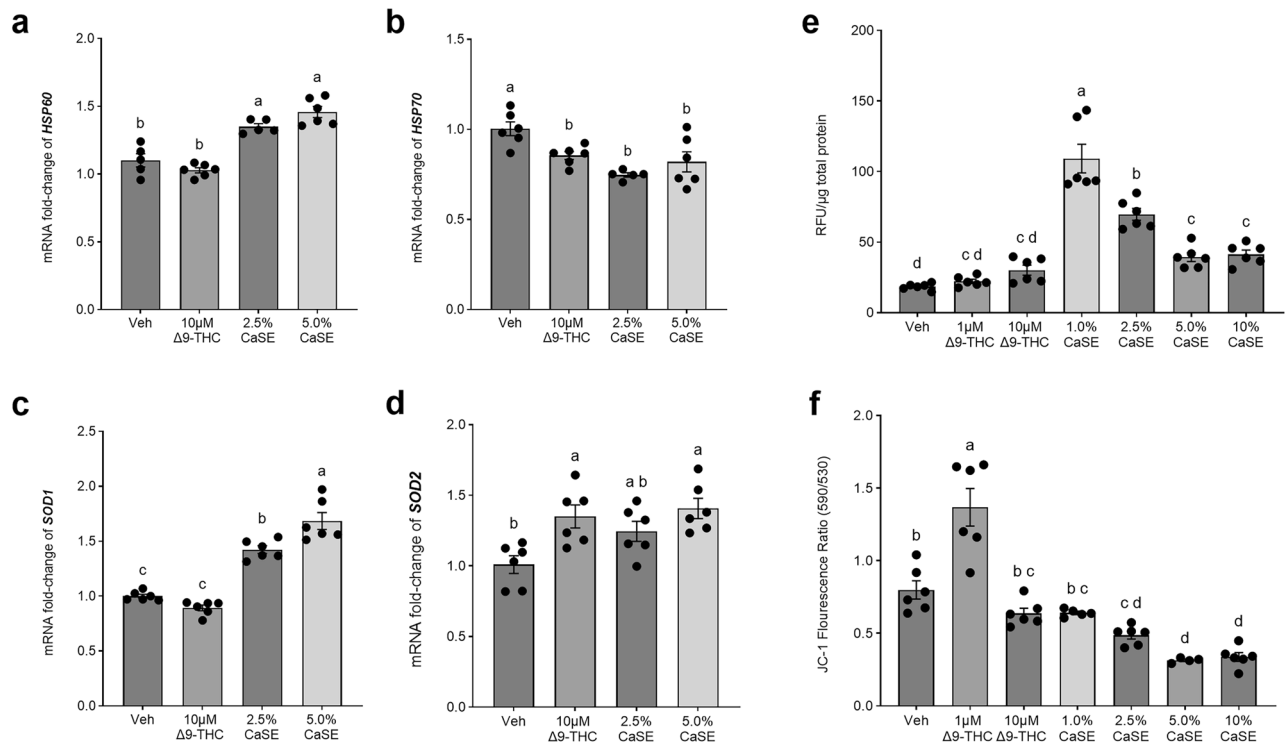 a
mRNA fold-change of HSP60
2.0
1.5
1.0
0.5
0.0
b
b
a
a
Veh
10μM
Δ9-THC
2.5%
CaSE
5.0%
CaSE
b
mRNA fold-change of HSP70
1.5
1.0
0.5
0.0
a
b
b
b
Veh
10μM
Δ9-THC
2.5%
CaSE
5.0%
CaSE
e
RFU/μg total protein
200
150
100
50
0
d
c d
c d
a
b
c
c
Veh
1μM
Δ9-THC
10μM
Δ9-THC
1.0%
CaSE
2.5%
CaSE
5.0%
CaSE
10%
CaSE
c
mRNA fold-change of SOD1
2.5
2.0
1.5
1.0
0.5
0.0
c
c
b
a
Veh
10μM
Δ9-THC
2.5%
CaSE
5.0%
CaSE
d
mRNA fold-change of SOD2
2.0
1.5
1.0
0.5
0.0
b
a
a b
a
Veh
10μM
Δ9-THC
2.5%
CaSE
5.0%
CaSE
f
JC-1 Flourescence Ratio (590/530)
2.0
1.5
1.0
0.5
0.0
b
a
b c
b c
c d
d
d
Veh
1μM
Δ9-THC
10μM
Δ9-THC
1.0%
CaSE
2.5%
CaSE
5.0%
CaSE
10%
CaSE